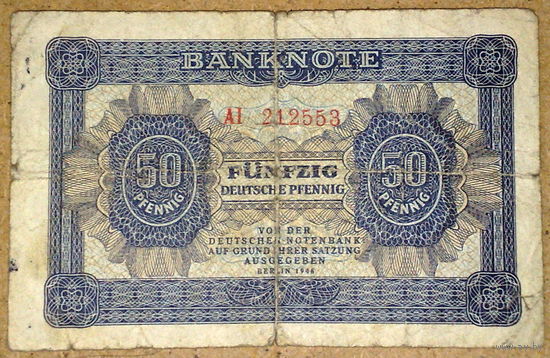 BANKNOTE
AI 212553
50
PFENNIG
FÜNFZIG
DEUTSCHE PFENNIG
50
PFENNIG
VON DER
DEUTSCHEN NOTENBANK
AUF GRUND IHRER SATZUNG
AUSGEGEBEN
BERLIN 1948